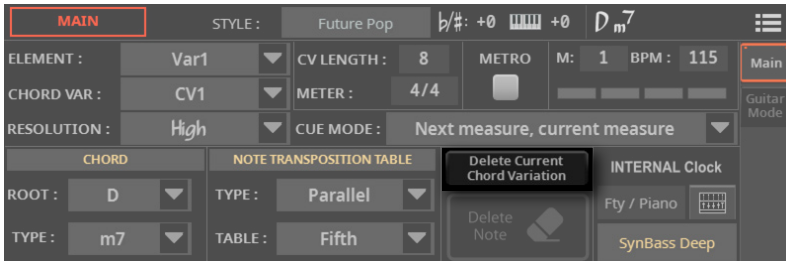 MAIN STYLE : Future Pop ♭/♯: +0 +0 Dm7
ELEMENT : Var1 CV LENGTH : 8 METRO M: 1 BPM : 115 Main
CHORD VAR : CV1 METER : 4/4 Guitar
Mode
RESOLUTION : High CUE MODE : Next measure, current measure
CHORD NOTE TRANSPOSITION TABLE Delete Current
Chord Variation INTERNAL Clock
ROOT : D TYPE : Parallel Fty / Piano
Delete
Note
TYPE : m7 TABLE : Fifth SynBass Deep